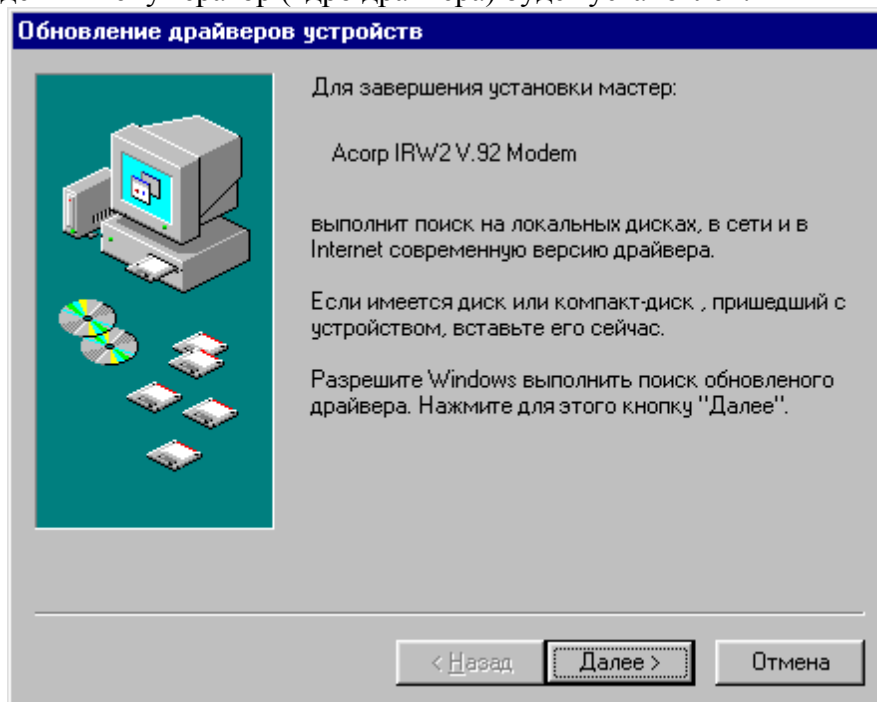 Обновление драйверов устройств
Для завершения установки мастер:
Acorp IRW2 V.92 Modem
выполнит поиск на локальных дисках, в сети и в
Internet современную версию драйвера.
Если имеется диск или компакт-диск , пришедший с
устройством, вставьте его сейчас.
Разрешите Windows выполнить поиск обновленого
драйвера. Нажмите для этого кнопку "Далее".
< Назад
Далее >
Отмена